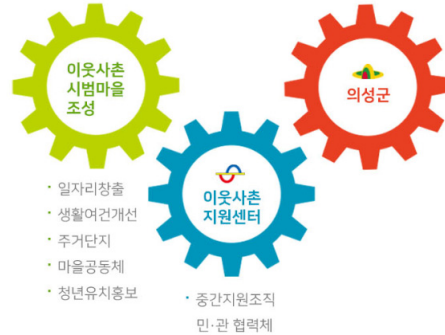 이웃사촌
시범마을
조성
의성군
이웃사촌
지원센터
· 일자리창출
· 생활여건개선
· 주거단지
· 마을공동체
· 청년유치홍보
· 중간지원조직
민·관 협력체